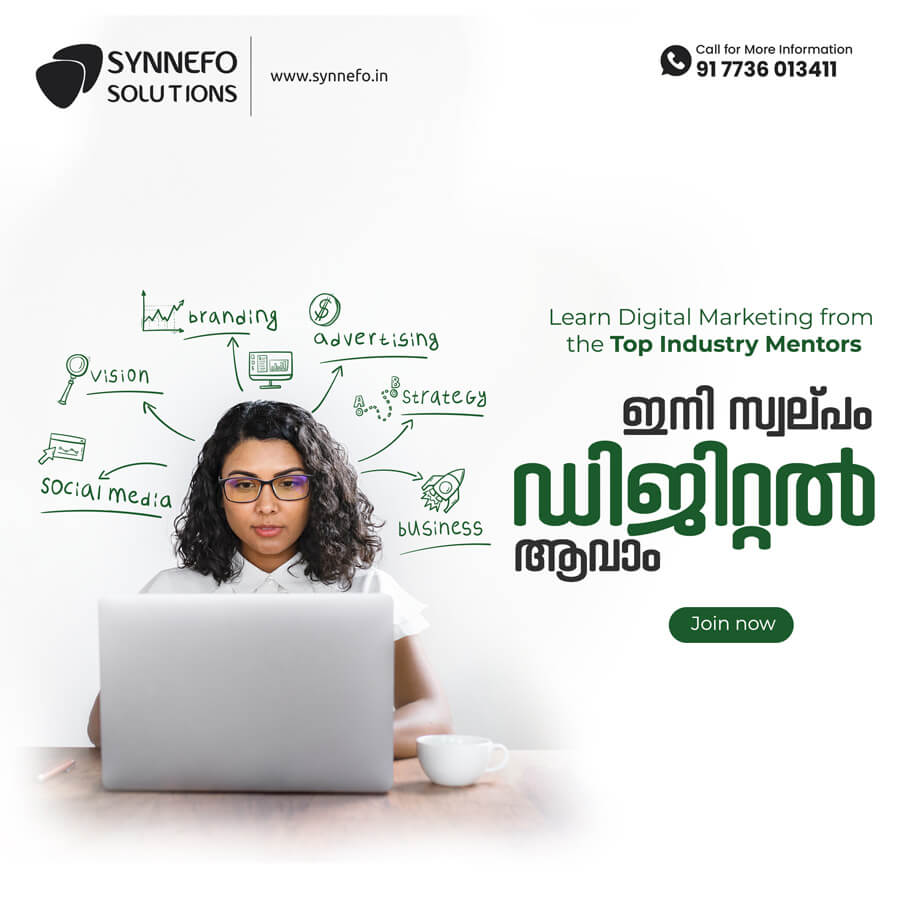 SYNNEFO
SOLUTIONS
www.synnefo.in
Call for More Information
91 7736 013411
branding
advertising
vision
strategy
social media
business
A
B
Learn Digital Marketing from
the Top Industry Mentors
ഇനി സ്വല്പം
ഡിജിറ്റൽ
ആവാം
Join now